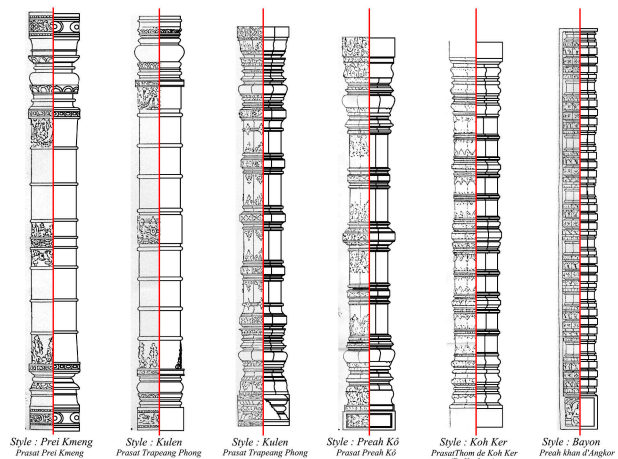 Style : Prei Kmeng
Prasat Prei Kmeng
Style : Kulen
Prasat Trapeang Phong
Style : Kulen
Prasat Trapeang Phong
Style : Preah Kô
Prasat Preah Kô
Style : Koh Ker
PrasatThom de Koh Ker
Style : Bayon
Preah khan d'Angkor